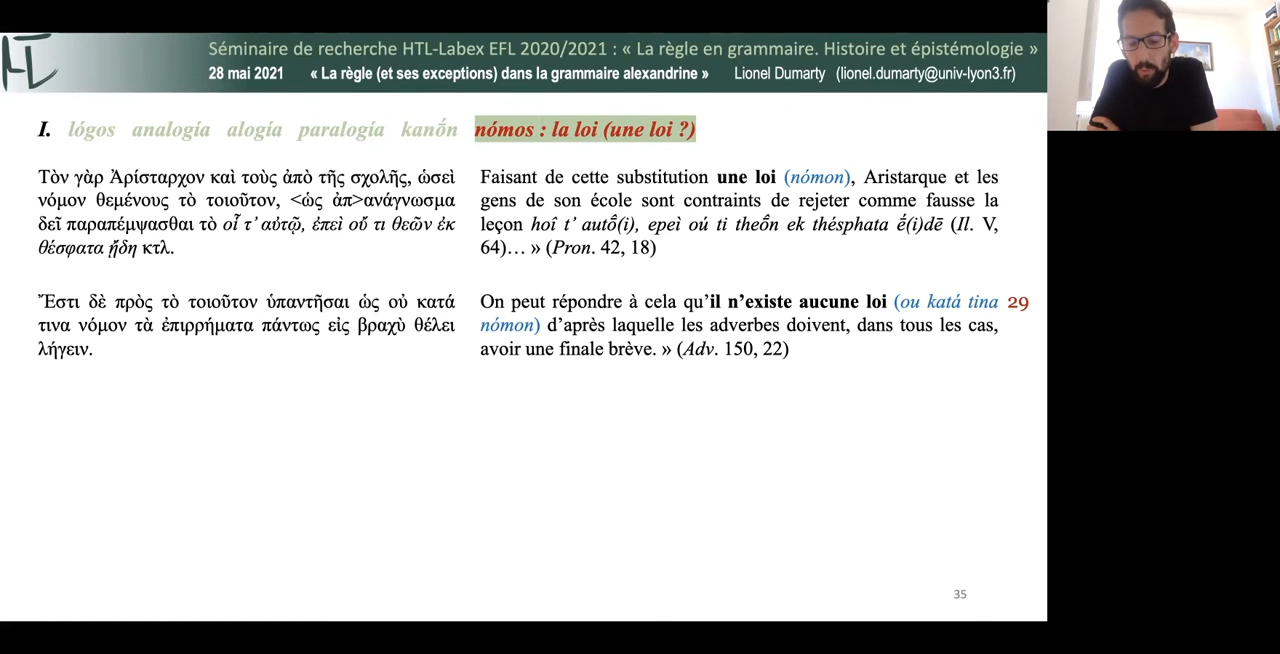 HTL
Séminaire de recherche HTL-Labex EFL 2020/2021 : « La règle en grammaire. Histoire et épistémologie »
28 mai 2021 « La règle (et ses exceptions) dans la grammaire alexandrine » Lionel Dumarty (lionel.dumarty@univ-lyon3.fr)
I. lógos analogía alogía paralogía kanṓn nómos : la loi (une loi ?)
Τὸν γὰρ Ἀρίσταρχον καὶ τοὺς ἀπὸ τῆς σχολῆς, ὡσεὶ
νόμον θεμένους τὸ τοιοῦτον, <ὡς ἀπ>ανάγνωσμα
δεῖ παραπέμψασθαι τὸ οἷ τ’ αὐτῷ, ἐπεὶ οὔ τι θεῶν ἐκ
θέσφατα ᾔδη κτλ.
Faisant de cette substitution une loi (nómon), Aristarque et les
gens de son école sont contraints de rejeter comme fausse la
leçon hoî t’ autỗ(i), epeì oú ti theỗn ek thésphata ḗ(i)dē (Il. V,
64)… » (Pron. 42, 18)
Ἔστι δὲ πρὸς τὸ τοιοῦτον ὑπαντῆσαι ὡς οὐ κατά
τινα νόμον τὰ ἐπιρρήματα πάντως εἰς βραχὺ θέλει
λήγειν.
On peut répondre à cela qu’il n’existe aucune loi (ou katá tina 29
nómon) d’après laquelle les adverbes doivent, dans tous les cas,
avoir une finale brève. » (Adv. 150, 22)
35